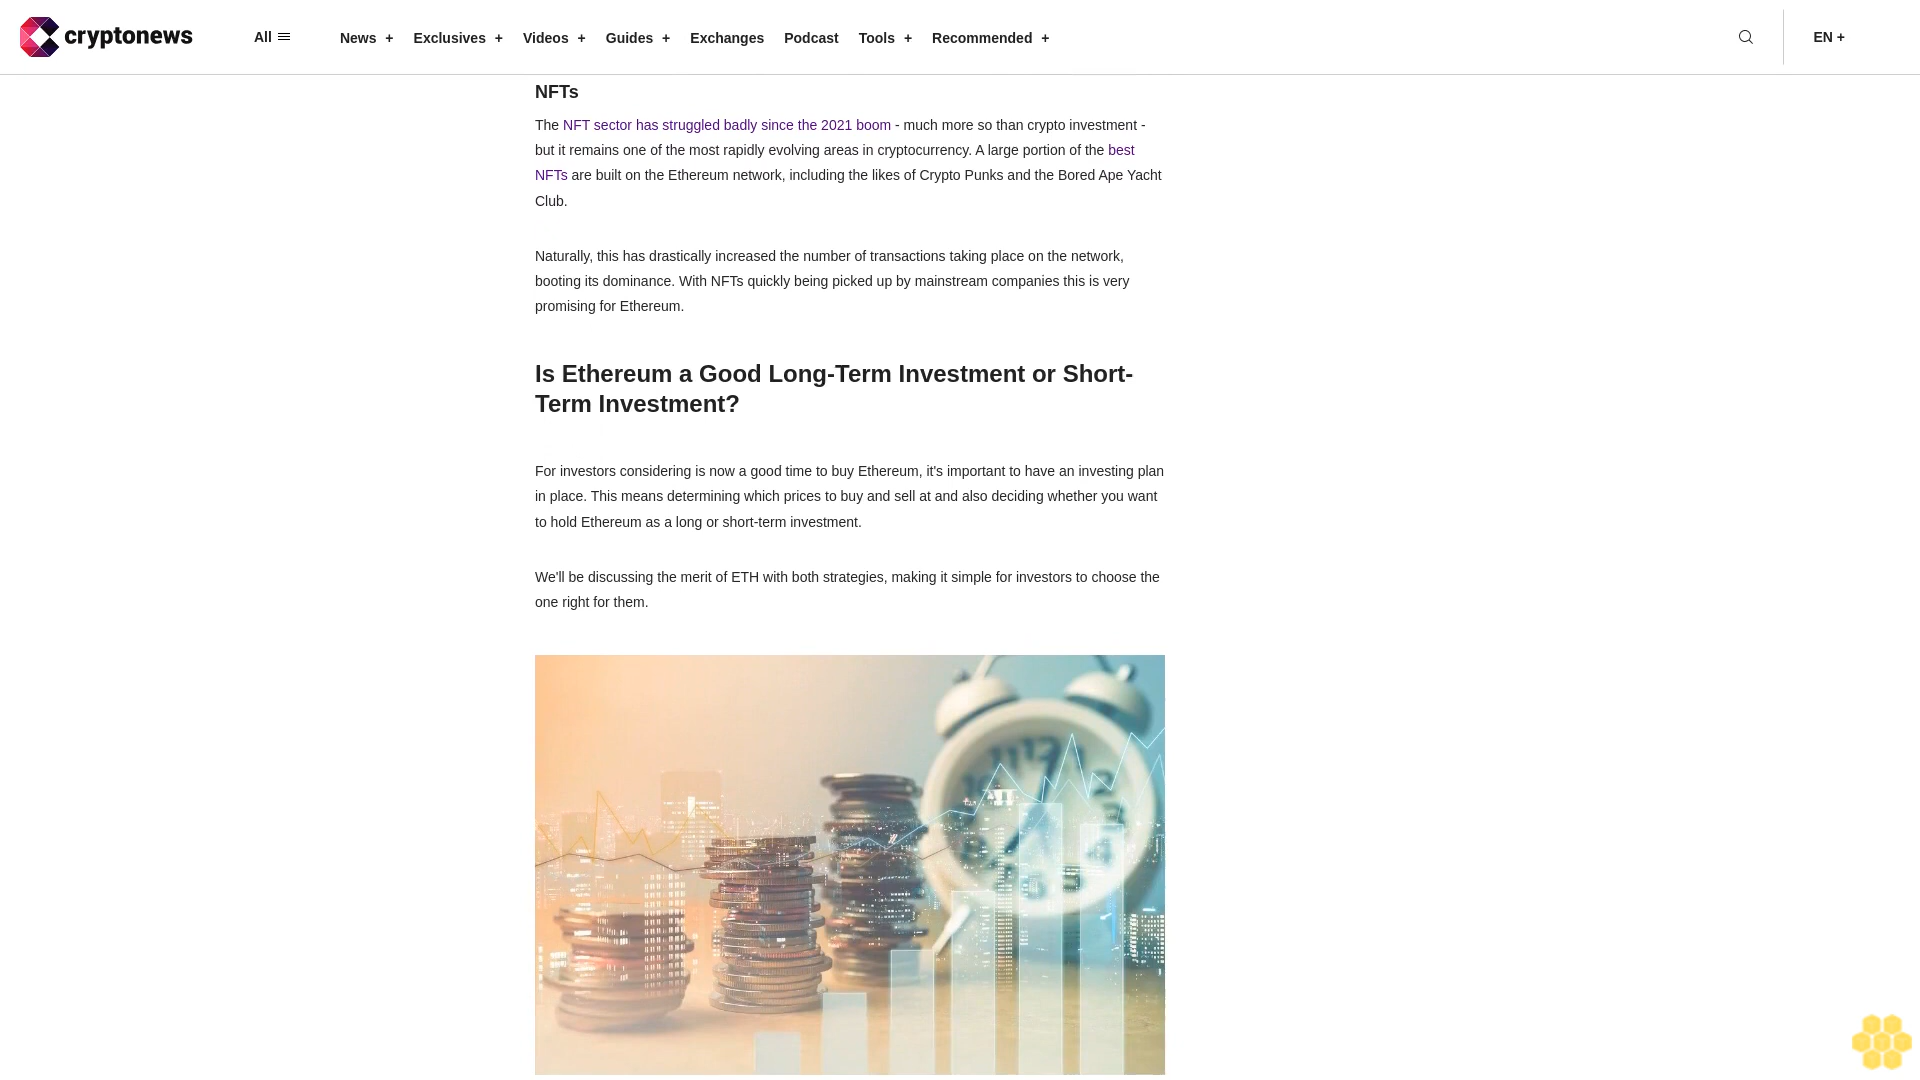 cryptonews
All
News +
Exclusives +
Videos +
Guides +
Exchanges
Podcast
Tools +
Recommended +
EN +
NFTs
The NFT sector has struggled badly since the 2021 boom - much more so than crypto investment -
but it remains one of the most rapidly evolving areas in cryptocurrency. A large portion of the best
NFTs are built on the Ethereum network, including the likes of Crypto Punks and the Bored Ape Yacht
Club.
Naturally, this has drastically increased the number of transactions taking place on the network,
booting its dominance. With NFTs quickly being picked up by mainstream companies this is very
promising for Ethereum.
Is Ethereum a Good Long-Term Investment or Short-
Term Investment?
For investors considering is now a good time to buy Ethereum, it's important to have an investing plan
in place. This means determining which prices to buy and sell at and also deciding whether you want
to hold Ethereum as a long or short-term investment.
We'll be discussing the merit of ETH with both strategies, making it simple for investors to choose the
one right for them.